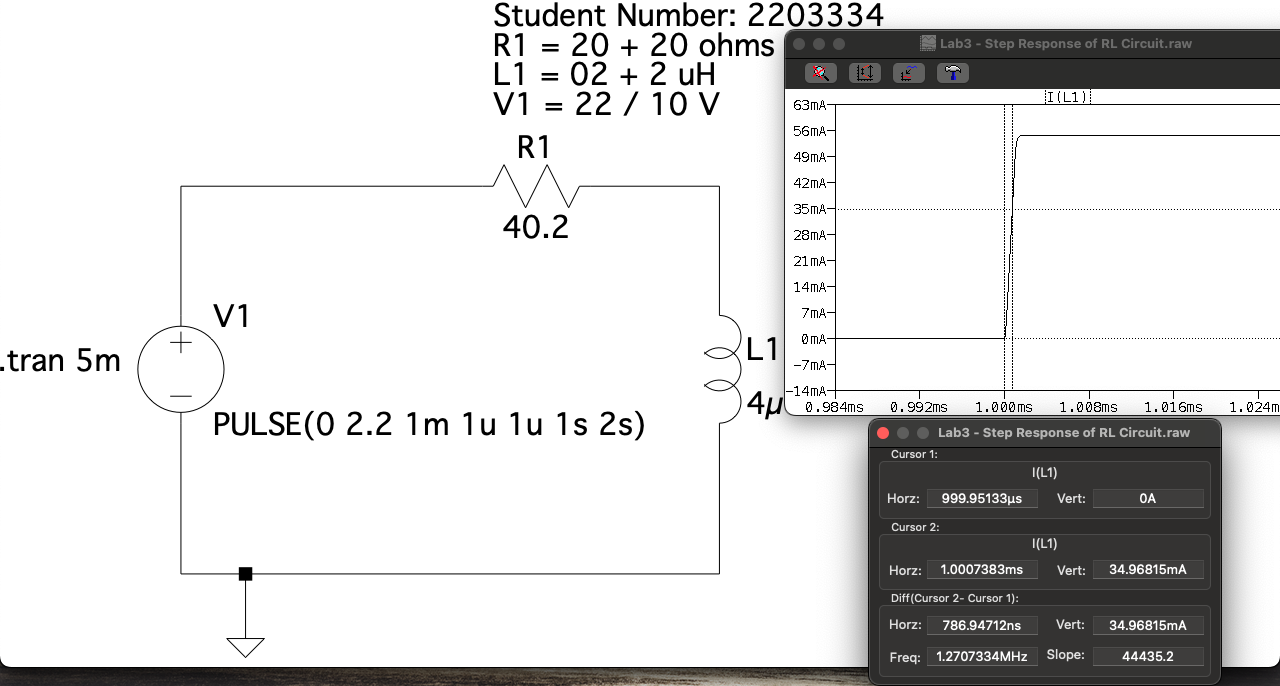 Student Number: 2203334
R1 = 20 + 20 ohms
L1 = 02 + 2 uH
V1 = 22 / 10 V
R1
40.2
V1
.tran 5m
PULSE(0 2.2 1m 1u 1u 1s 2s)
L1
4µ
Lab3 - Step Response of RL Circuit.raw
I(L1)
63mA
56mA
49mA
42mA
35mA
28mA
21mA
14mA
7mA
0mA
-7mA
-14mA
0.984ms 0.992ms 1.000ms 1.008ms 1.016ms 1.024m
Lab3 - Step Response of RL Circuit.raw
Cursor 1:
I(L1)
Horz: 999.95133µs Vert: 0A
Cursor 2:
I(L1)
Horz: 1.0007383ms Vert: 34.96815mA
Diff(Cursor 2- Cursor 1):
Horz: 786.94712ns Vert: 34.96815mA
Freq: 1.2707334MHz Slope: 44435.2